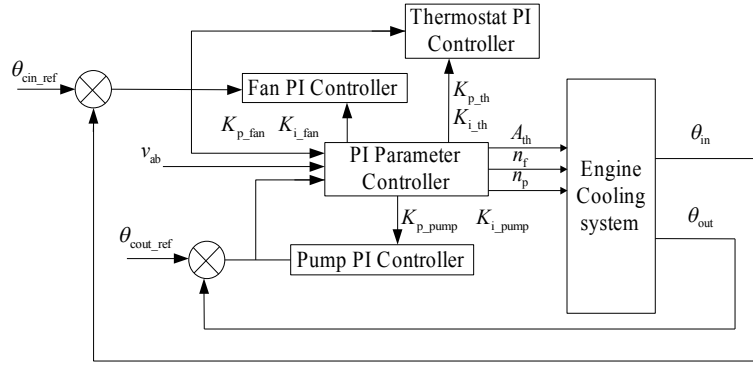 Thermostat PI
Controller
θcin_ref
Fan PI Controller
Kp_th
Ki_th
Kp_fan Ki_fan
Ath
θin
vab
PI Parameter
Controller
nf
np
Engine
Cooling
system
Kp_pump Ki_pump
θout
θcout_ref
Pump PI Controller